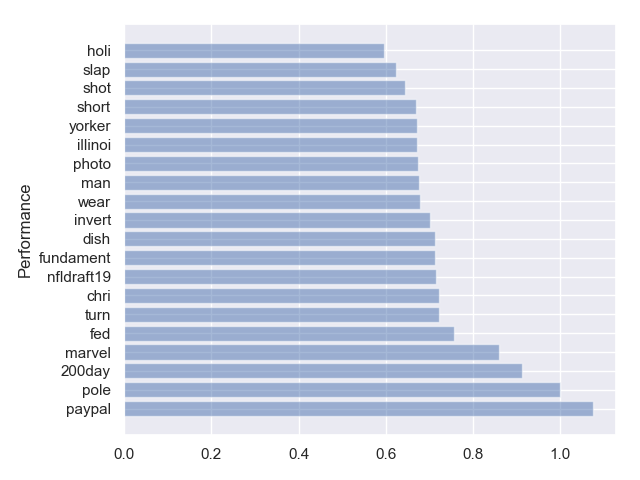 holi
slap
shot
short
yorker
illinoi
photo
man
wear
invert
dish
fundament
nfldraft19
chri
turn
fed
marvel
200day
pole
paypal
Performance
0.0 0.2 0.4 0.6 0.8 1.0